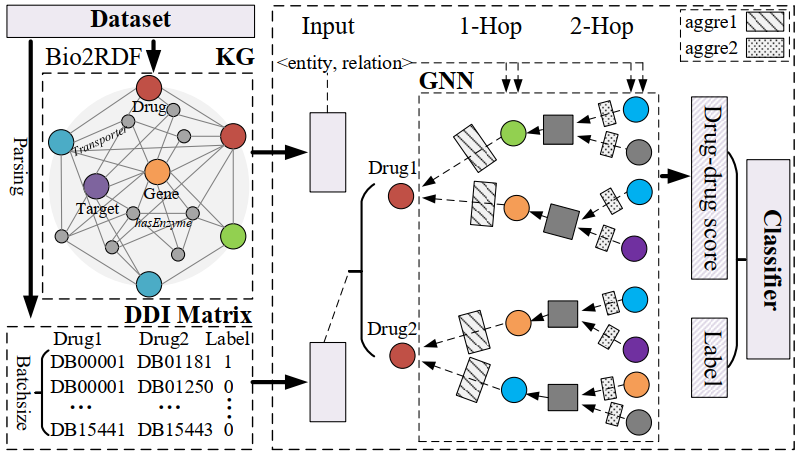 Dataset
Bio2RDF
KG
Drug
Transporter
Gene
Target
hasEnzyme
Parsing
DDI Matrix
Drug1 Drug2 Label
DB00001 DB01181 1
DB00001 DB01250 0
... ... ...
DB15441 DB15443 0
Batchsize
Input
1-Hop
2-Hop
aggre1
aggre2
<entity, relation>
GNN
Drug1
Drug2
Drug-drug score
Label
Classifier